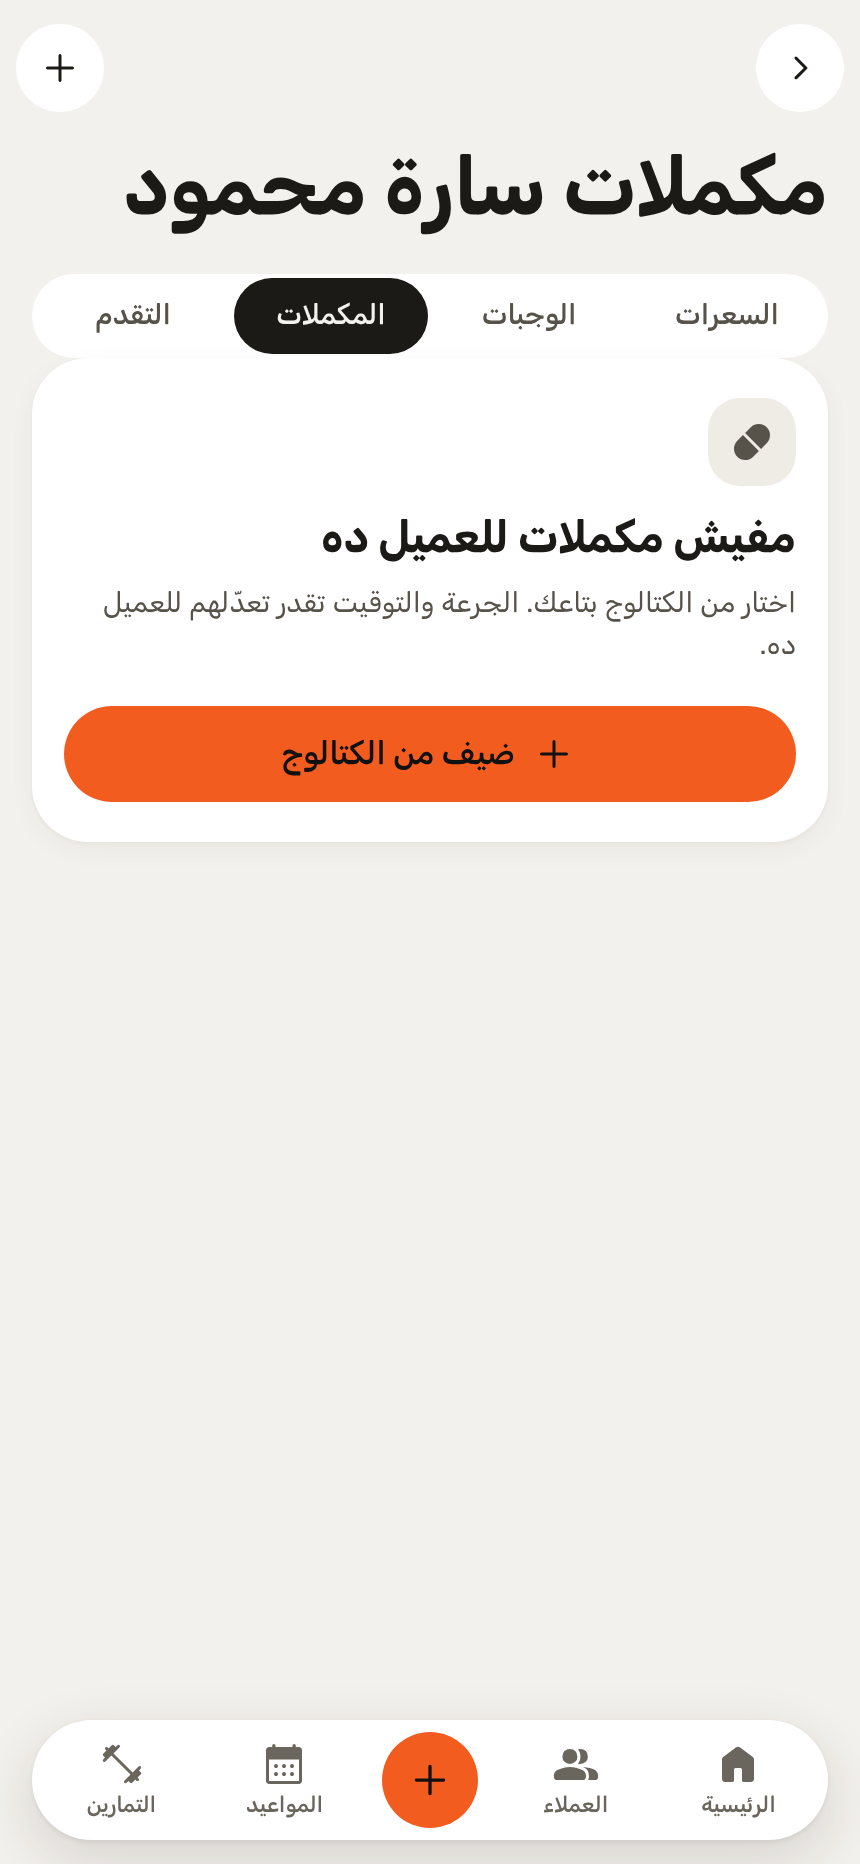 مكملات سارة محمود
السعرات
الوجبات
المكملات
التقدم
مفيش مكملات للعميل ده
اختار من الكتالوج بتاعك. الجرعة والتوقيت تقدر تعدّلهم للعميل
ده.
ضيف من الكتالوج
الرئيسية
العملاء
المواعيد
التمارين